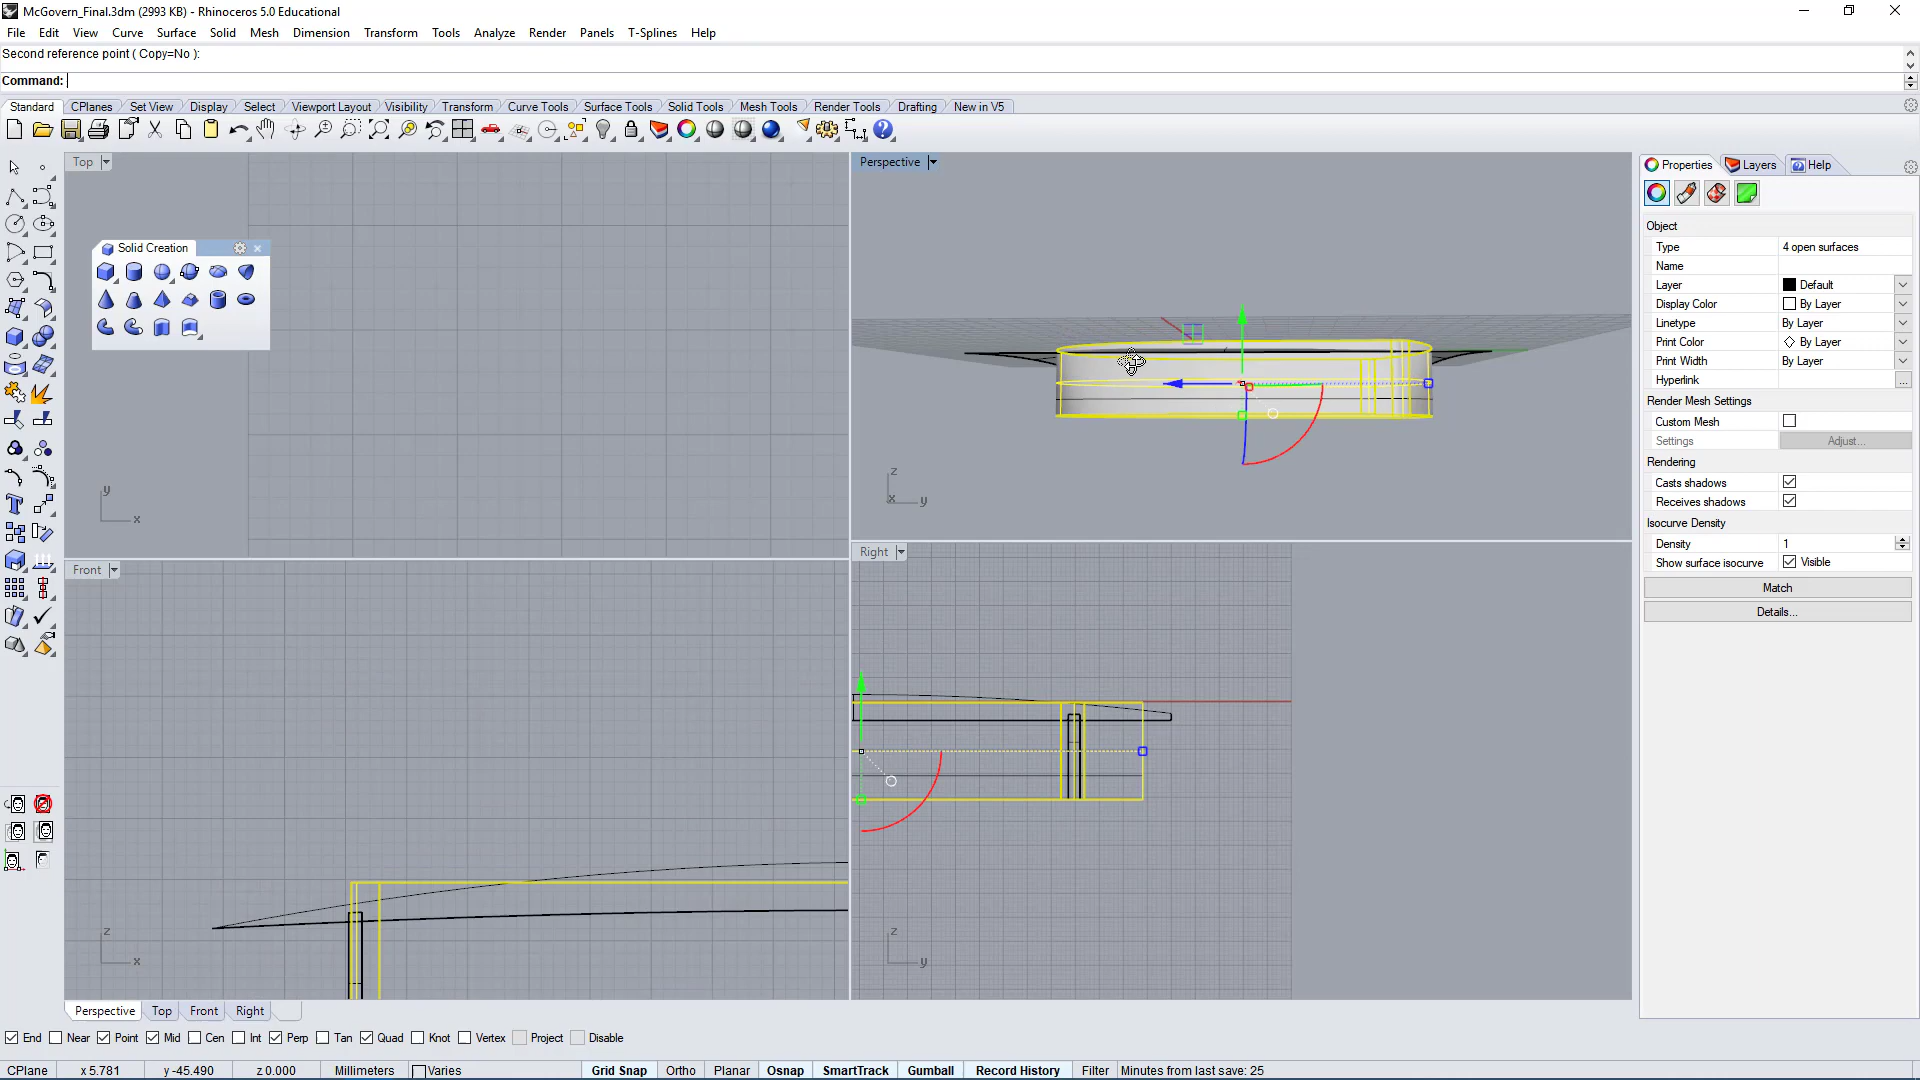 McGovern_Final.3dm (2993 KB) - Rhinoceros 5.0 Educational
File Edit View Curve Surface Solid Mesh Dimension Transform Tools Analyze Render Panels T-Splines Help
Second reference point ( Copy=No ):
Command:
Standard CPlanes Set View Display Select Viewport Layout Visibility Transform Curve Tools Surface Tools Solid Tools Mesh Tools Render Tools Drafting New in V5
Top
Perspective
Properties Layers Help
Solid Creation
Object
Type 4 open surfaces
Name
Layer Default
Display Color By Layer
Linetype By Layer
Print Color By Layer
Print Width By Layer
Hyperlink ...
Render Mesh Settings
Custom Mesh
Settings Adjust...
Rendering
Casts shadows
Receives shadows
Isocurve Density
Density 1
Show surface isocurve Visible
Match
Details...
y
x
z
x
y
Front
Right
z
x
z
y
Perspective Top Front Right
End Near Point Mid Cen Int Perp Tan Quad Knot Vertex Project Disable
CPlane x 5.781 y -45.490 z 0.000 Millimeters Varies Grid Snap Ortho Planar Osnap SmartTrack Gumball Record History Filter Minutes from last save: 25